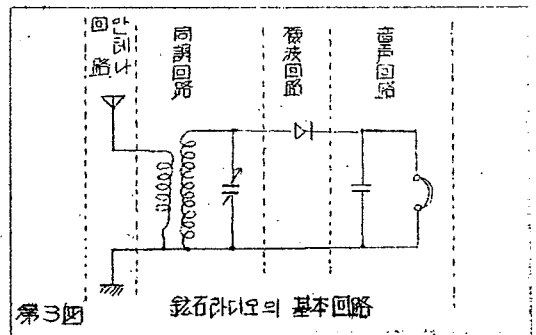 안테나
回路
同調回路
檢波回路
音声回路
第3図
鉱石라디오의 基本回路